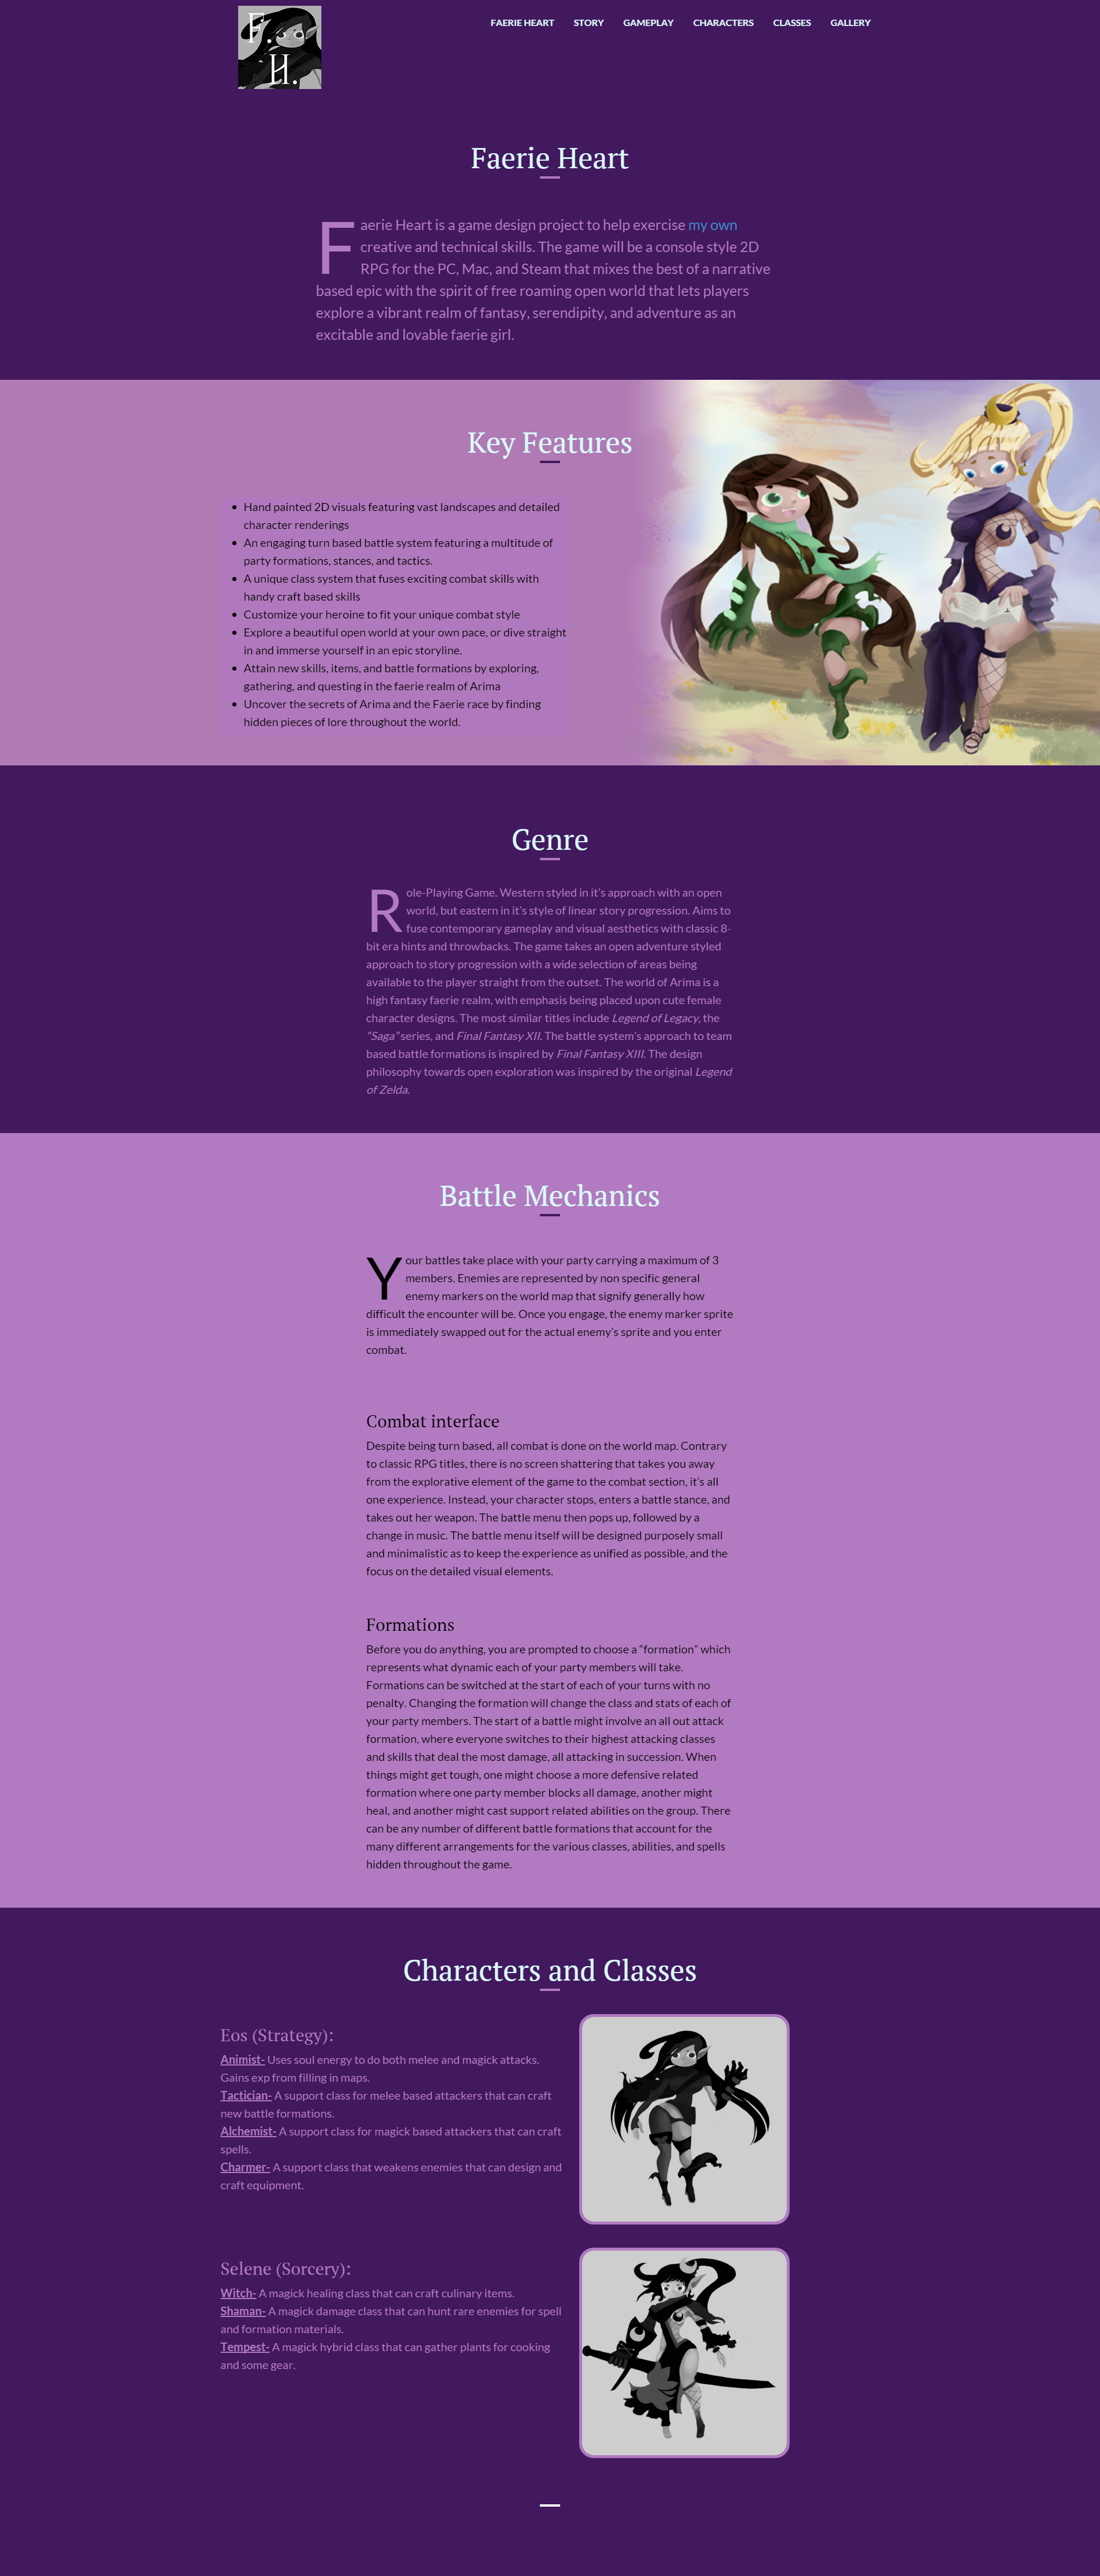 F.
H.
FAERIE HEART STORY GAMEPLAY CHARACTERS CLASSES GALLERY
Faerie Heart
Faerie Heart is a game design project to help exercise my own
creative and technical skills. The game will be a console style 2D
RPG for the PC, Mac, and Steam that mixes the best of a narrative
based epic with the spirit of free roaming open world that lets players
explore a vibrant realm of fantasy, serendipity, and adventure as an
excitable and lovable faerie girl.
Key Features
• Hand painted 2D visuals featuring vast landscapes and detailed
character renderings
• An engaging turn based battle system featuring a multitude of
party formations, stances, and tactics.
• A unique class system that fuses exciting combat skills with
handy craft based skills
• Customize your heroine to fit your unique combat style
• Explore a beautiful open world at your own pace, or dive straight
in and immerse yourself in an epic storyline.
• Attain new skills, items, and battle formations by exploring,
gathering, and questing in the faerie realm of Arima
• Uncover the secrets of Arima and the Faerie race by finding
hidden pieces of lore throughout the world.
Genre
Role-Playing Game. Western styled in it's approach with an open
world, but eastern in it's style of linear story progression. Aims to
fuse contemporary gameplay and visual aesthetics with classic 8-
bit era hints and throwbacks. The game takes an open adventure styled
approach to story progression with a wide selection of areas being
available to the player straight from the outset. The world of Arima is a
high fantasy faerie realm, with emphasis being placed upon cute female
character designs. The most similar titles include Legend of Legacy, the
“Saga“ series, and Final Fantasy XII. The battle system's approach to team
based battle formations is inspired by Final Fantasy XIII. The design
philosophy towards open exploration was inspired by the original Legend
of Zelda.
Battle Mechanics
Your battles take place with your party carrying a maximum of 3
members. Enemies are represented by non specific general
enemy markers on the world map that signify generally how
difficult the encounter will be. Once you engage, the enemy marker sprite
is immediately swapped out for the actual enemy's sprite and you enter
combat.
Combat interface
Despite being turn based, all combat is done on the world map. Contrary
to classic RPG titles, there is no screen shattering that takes you away
from the explorative element of the game to the combat section, it's all
one experience. Instead, your character stops, enters a battle stance, and
takes out her weapon. The battle menu then pops up, followed by a
change in music. The battle menu itself will be designed purposely small
and minimalistic as to keep the experience as unified as possible, and the
focus on the detailed visual elements.
Formations
Before you do anything, you are prompted to choose a “formation” which
represents what dynamic each of your party members will take.
Formations can be switched at the start of each of your turns with no
penalty. Changing the formation will change the class and stats of each of
your party members. The start of a battle might involve an all out attack
formation, where everyone switches to their highest attacking classes
and skills that deal the most damage, all attacking in succession. When
things might get tough, one might choose a more defensive related
formation where one party member blocks all damage, another might
heal, and another might cast support related abilities on the group. There
can be any number of different battle formations that account for the
many different arrangements for the various classes, abilities, and spells
hidden throughout the game.
Characters and Classes
Eos (Strategy):
Animist- Uses soul energy to do both melee and magick attacks.
Gains exp from filling in maps.
Tactician- A support class for melee based attackers that can craft
new battle formations.
Alchemist- A support class for magick based attackers that can craft
spells.
Charmer- A support class that weakens enemies that can design and
craft equipment.
Selene (Sorcery):
Witch- A magick healing class that can craft culinary items.
Shaman- A magick damage class that can hunt rare enemies for spell
and formation materials.
Tempest- A magick hybrid class that can gather plants for cooking
and some gear.